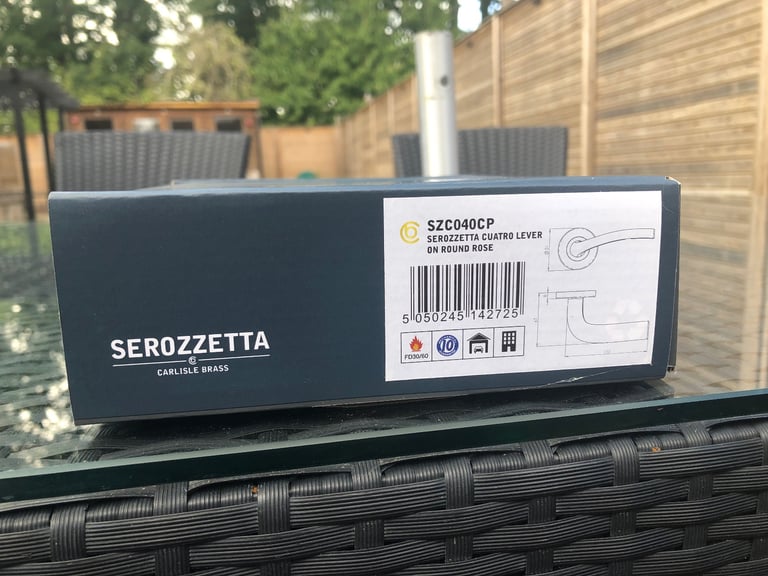 SEROZZETTA
CARLISLE BRASS
SZC040CP
SEROZZETTA CUATRO LEVER
ON ROUND ROSE
5 050245 142725
FD30/60
10